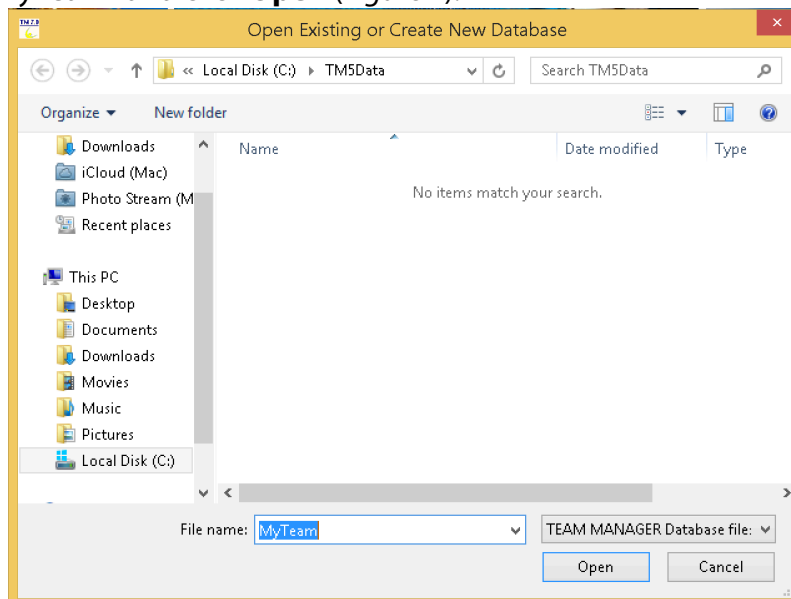 Open Existing or Create New Database
TM 7.0
« Local Disk (C:) ▸ TM5Data
Search TM5Data
Organize
New folder
Downloads
iCloud (Mac)
Photo Stream (M
Recent places
This PC
Desktop
Documents
Downloads
Movies
Music
Pictures
Local Disk (C:)
Name
Date modified
Type
No items match your search.
File name:
MyTeam
TEAM MANAGER Database file:
Open
Cancel